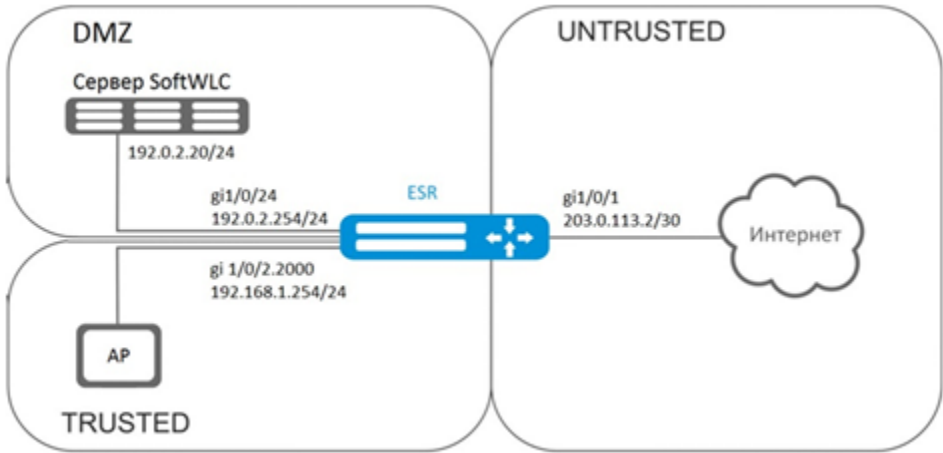 DMZ
UNTRUSTED
Сервер SoftWLC
192.0.2.20/24
gi1/0/24
192.0.2.254/24
ESR
gi1/0/1
203.0.113.2/30
Интернет
gi 1/0/2.2000
192.168.1.254/24
AP
TRUSTED